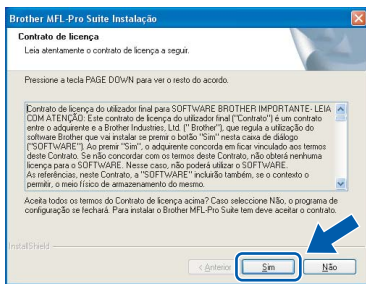 Brother MFL-Pro Suite Instalação
Contrato de licença
Leia atentamente o contrato de licença a seguir.
Pressione a tecla PAGE DOWN para ver o resto do acordo.
Contrato de licença do utilizador final para SOFTWARE BROTHER IMPORTANTE- LEIA
COM ATENÇÃO: Este contrato de licença do utilizador final ("Contrato") é um contrato
entre o adquirente e a Brother Industries, Ltd. (" Brother"), que regula a utilização do
software Brother que vai instalar se premir o botão "Sim" nesta caixa de diálogo
("SOFTWARE"). Ao premir "Sim", o adquirente concorda em ficar vinculado aos termos
deste Contrato. Se não concordar com os termos deste Contrato, não obterá nenhuma
licença para o SOFTWARE. Nesse caso, não poderá utilizar o SOFTWARE.
As referências, neste Contrato, a "SOFTWARE" incluirão também, se o contexto o
permitir, o meio físico de armazenamento do mesmo.
Aceita todos os termos do Contrato de licença acima? Caso seleccione Não, o programa de
configuração se fechará. Para instalar o Brother MFL-Pro Suite tem deve aceitar o contrato.
InstallShield
< Anterior Sim Não